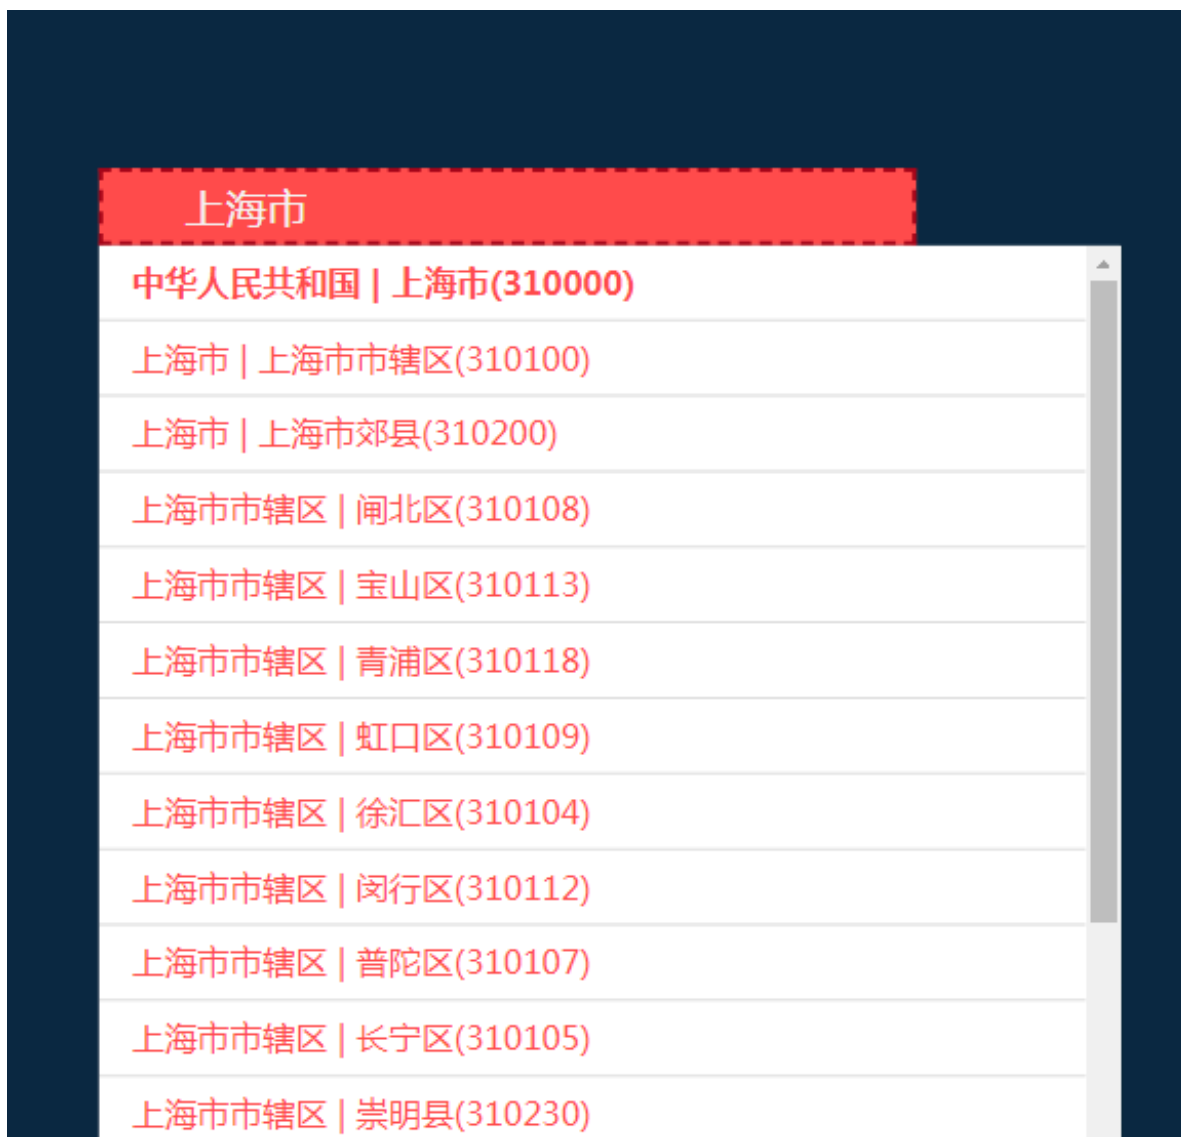 上海市
中华人民共和国 | 上海市(310000)
上海市 | 上海市市辖区(310100)
上海市 | 上海市郊县(310200)
上海市市辖区 | 闸北区(310108)
上海市市辖区 | 宝山区(310113)
上海市市辖区 | 青浦区(310118)
上海市市辖区 | 虹口区(310109)
上海市市辖区 | 徐汇区(310104)
上海市市辖区 | 闵行区(310112)
上海市市辖区 | 普陀区(310107)
上海市市辖区 | 长宁区(310105)
上海市市辖区 | 崇明县(310230)